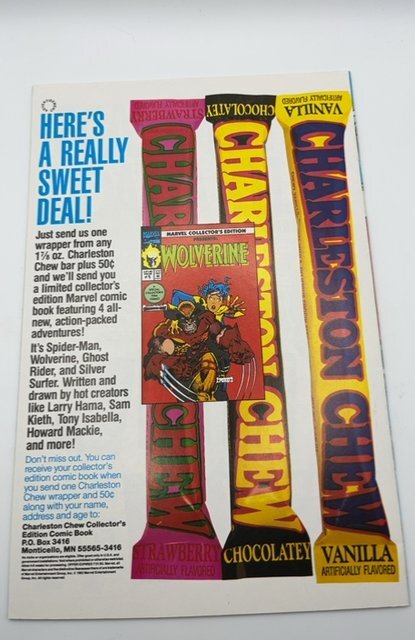 HERE'S
A REALLY
SWEET
DEAL!
Just send us one
wrapper from any
1⅞ oz. Charleston
Chew bar plus 50¢
and we'll send you
a limited collector's
edition Marvel comic
book featuring 4 all-
new, action-packed
adventures!
It's Spider-Man,
Wolverine, Ghost
Rider, and Silver
Surfer. Written and
drawn by hot creators
like Larry Hama, Sam
Kieth, Tony Isabella,
Howard Mackie,
and more!
Don't miss out. You can
receive your collector's
edition comic book when
you send one Charleston
Chew wrapper and 50¢
along with your name,
address and age to:
Charleston Chew Collector's
Edition Comic Book
P.O. Box 3416
Monticello, MN 55565-3416
STRAWBERRY
ARTIFICIALLY FLAVORED
CHARLESTON CHEW
STRAWBERRY
ARTIFICIALLY FLAVORED
CHOCOLATEY
CHARLESTON CHEW
CHOCOLATEY
VANILLA
ARTIFICIALLY FLAVORED
CHARLESTON CHEW
VANILLA
ARTIFICIALLY FLAVORED
MARVEL COLLECTOR'S EDITION
PRESENTS:
WOLVERINE